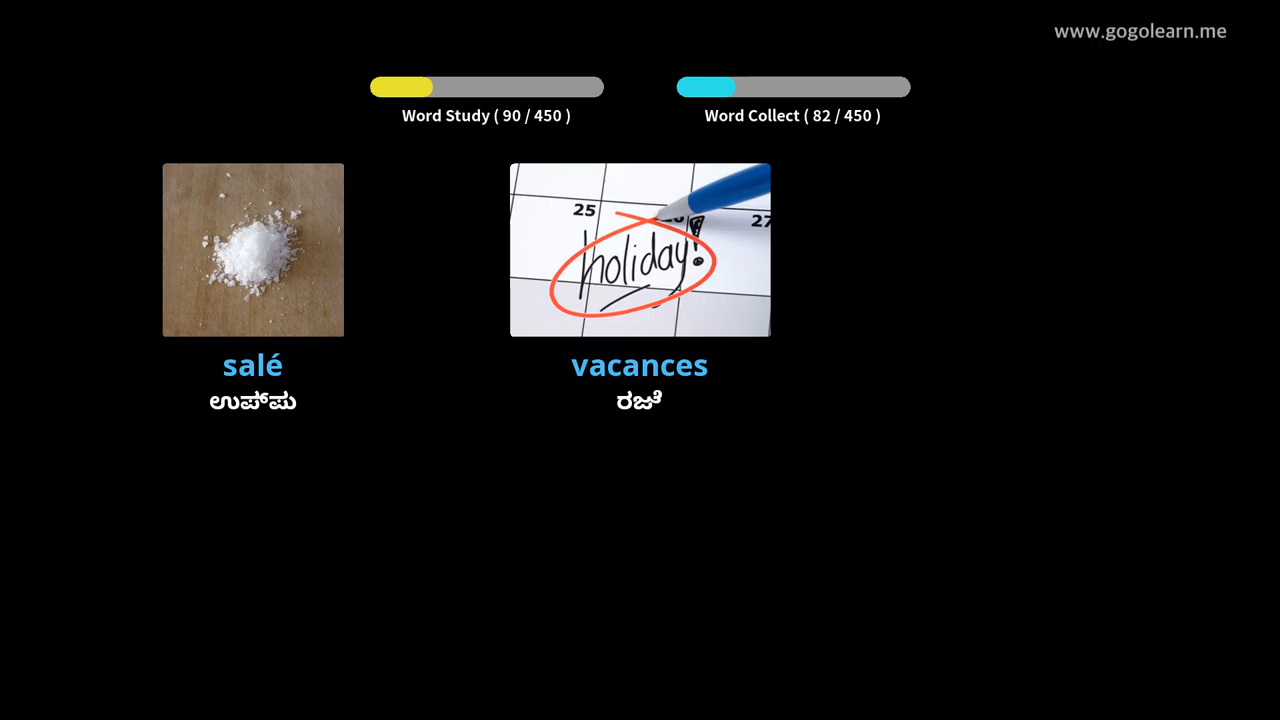 www.gogolearn.me
Word Study ( 90 / 450 )
Word Collect ( 82 / 450 )
25
27
holiday!
salé
vacances
ಉಪ್ಪು
ರಜೆ